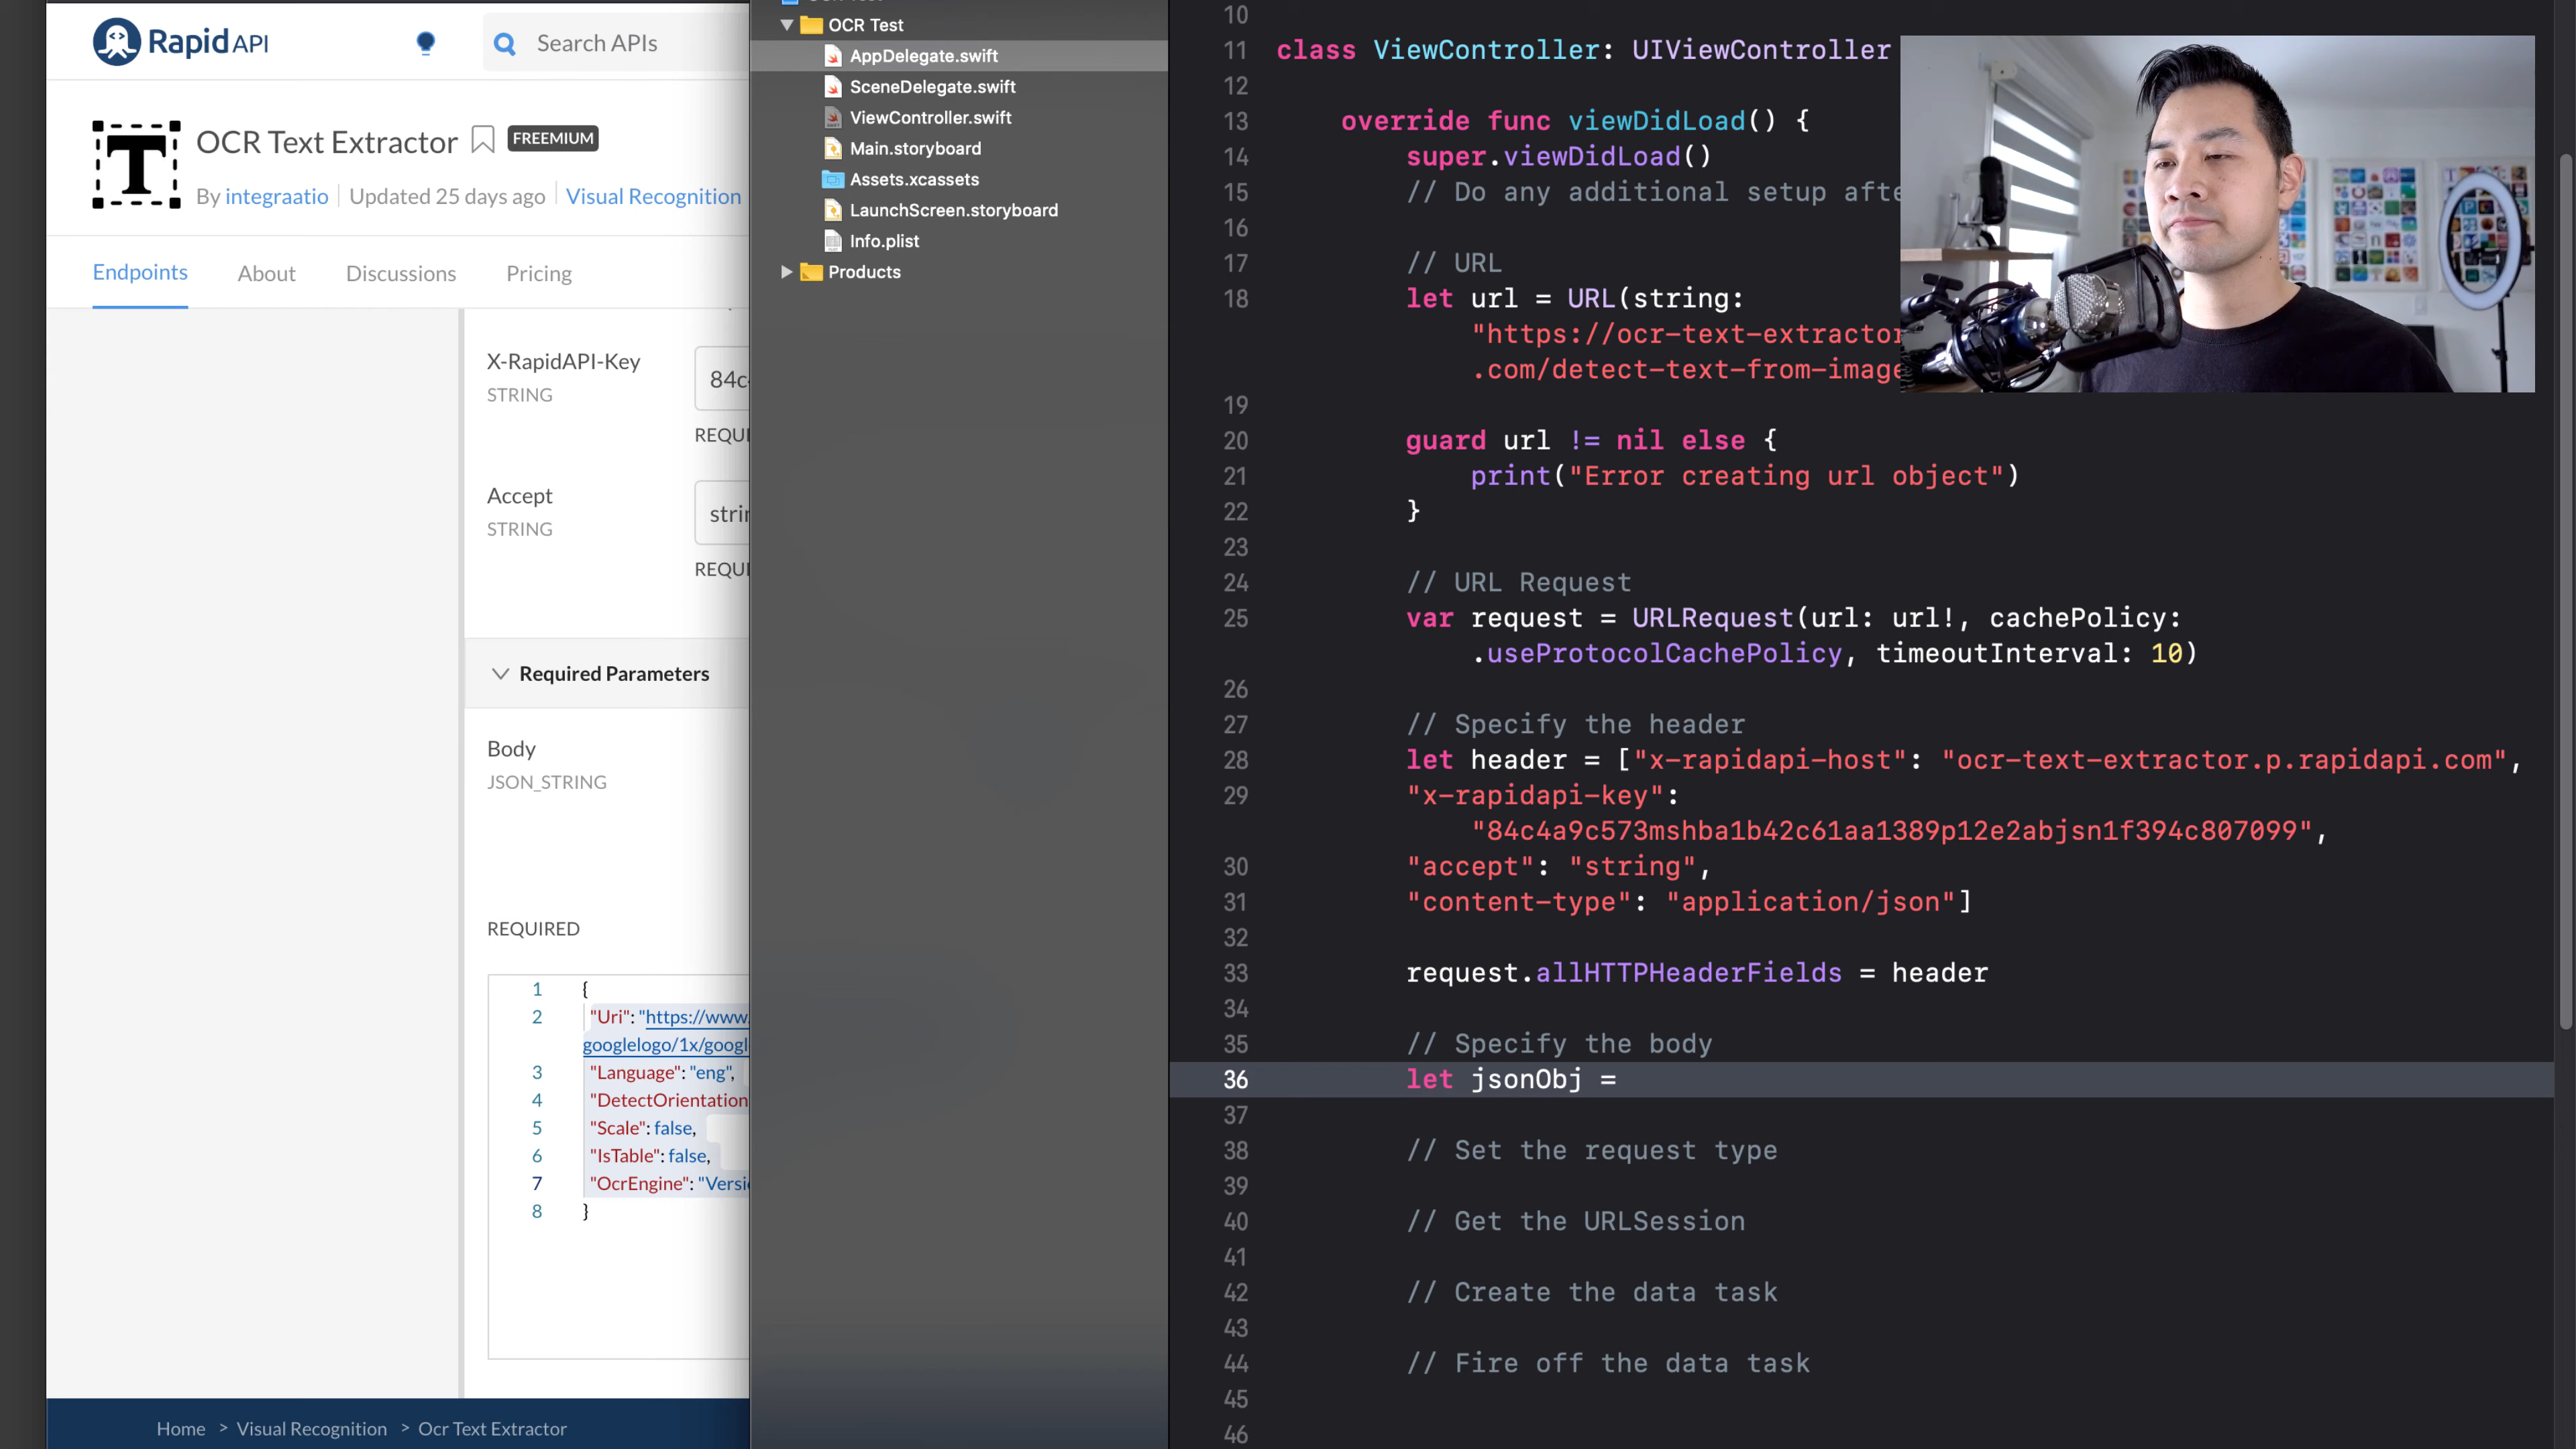 RapidAPI
Search APIs
OCR Text Extractor
FREEMIUM
By integraatio
Updated 25 days ago
Visual Recognition
Endpoints
About
Discussions
Pricing
X-RapidAPI-Key
STRING
84c
REQUI
Accept
STRING
strin
REQUI
Required Parameters
Body
JSON_STRING
REQUIRED
1 {
2 "Uri": "https://www.
googlelogo/1x/googl
3 "Language": "eng",
4 "DetectOrientation
5 "Scale": false,
6 "IsTable": false,
7 "OcrEngine": "Versi
8 }
Home > Visual Recognition > Ocr Text Extractor
OCR Test
AppDelegate.swift
SceneDelegate.swift
ViewController.swift
Main.storyboard
Assets.xcassets
LaunchScreen.storyboard
Info.plist
Products
10
11 class ViewController: UIViewController
12
13 override func viewDidLoad() {
14 super.viewDidLoad()
15 // Do any additional setup afte
16
17 // URL
18 let url = URL(string:
"https://ocr-text-extractor
.com/detect-text-from-image
19
20 guard url != nil else {
21 print("Error creating url object")
22 }
23
24 // URL Request
25 var request = URLRequest(url: url!, cachePolicy:
.useProtocolCachePolicy, timeoutInterval: 10)
26
27 // Specify the header
28 let header = ["x-rapidapi-host": "ocr-text-extractor.p.rapidapi.com",
29 "x-rapidapi-key":
"84c4a9c573mshba1b42c61aa1389p12e2abjsn1f394c807099",
30 "accept": "string",
31 "content-type": "application/json"]
32
33 request.allHTTPHeaderFields = header
34
35 // Specify the body
36 let jsonObj =
37
38 // Set the request type
39
40 // Get the URLSession
41
42 // Create the data task
43
44 // Fire off the data task
45
46